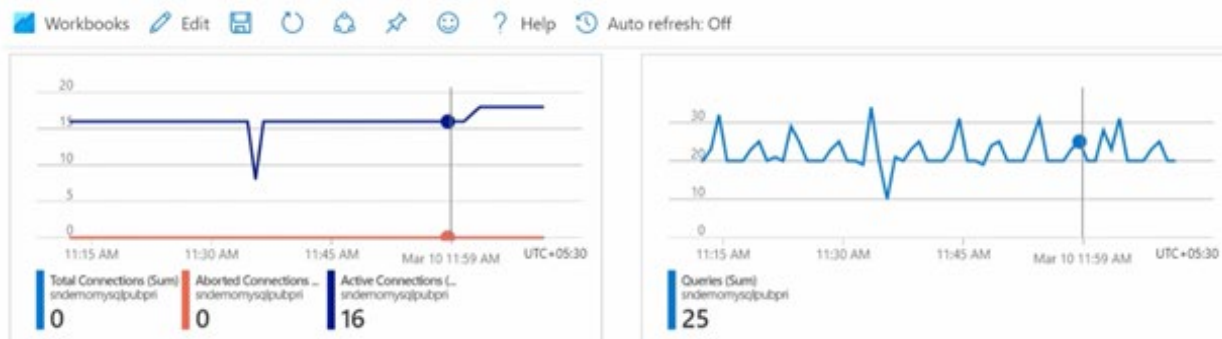 Workbooks Edit Help Auto refresh: Off
20
15
10
5
0
11:15 AM 11:30 AM 11:45 AM Mar 10 11:59 AM UTC+05:30
Total Connections (Sum) Aborted Connections ... Active Connections (...
sndemomysqlpubpri sndemomysqlpubpri sndemomysqlpubpri
0 0 16
30
20
10
0
11:15 AM 11:30 AM 11:45 AM Mar 10 11:59 AM UTC+05:30
Queries (Sum)
sndemomysqlpubpri
25